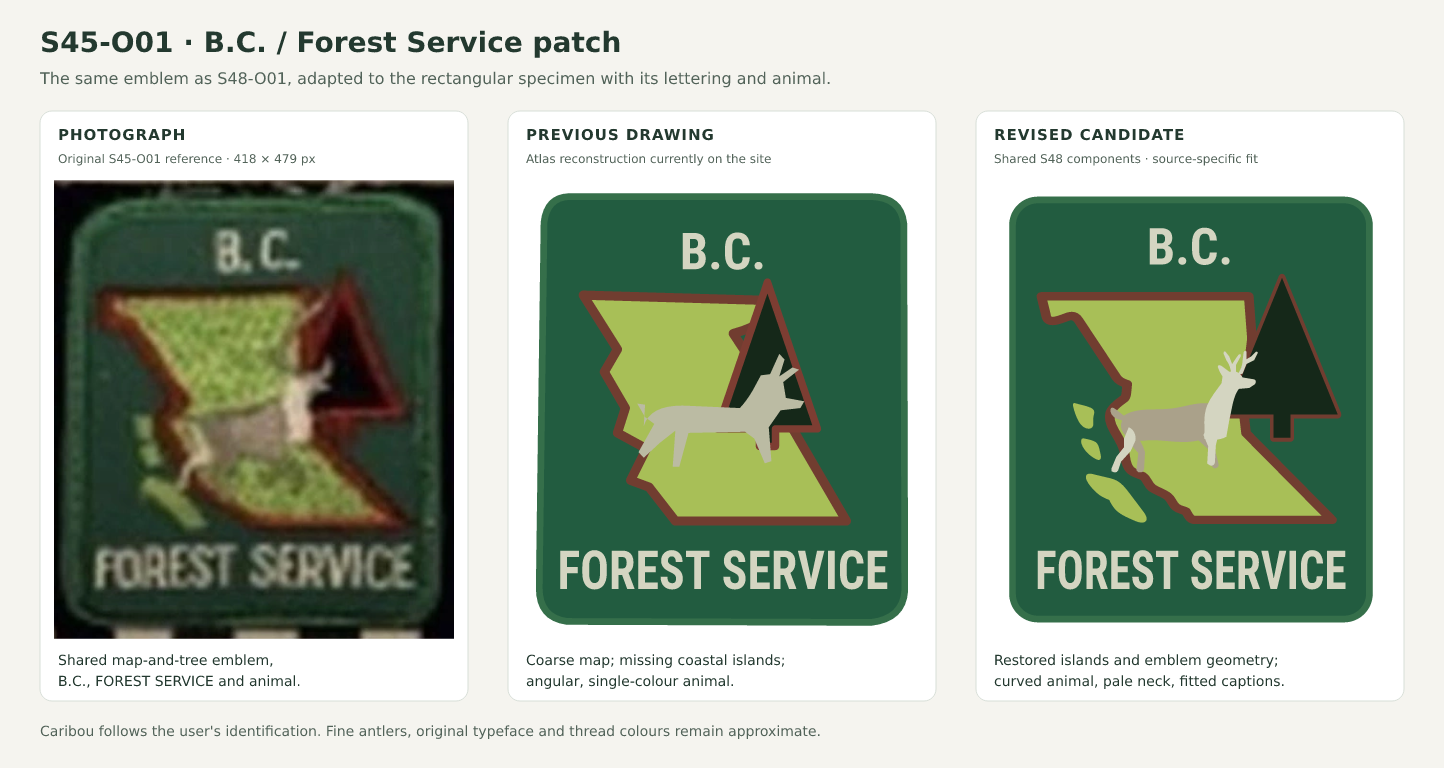 S45-O01 · B.C. / Forest Service patch
The same emblem as S48-O01, adapted to the rectangular specimen with its lettering and animal.
PHOTOGRAPH
Original S45-O01 reference · 418 × 479 px
B.C.
FOREST SERVICE
Shared map-and-tree emblem,
B.C., FOREST SERVICE and animal.
PREVIOUS DRAWING
Atlas reconstruction currently on the site
B.C.
FOREST SERVICE
Coarse map; missing coastal islands;
angular, single-colour animal.
REVISED CANDIDATE
Shared S48 components · source-specific fit
B.C.
FOREST SERVICE
Restored islands and emblem geometry;
curved animal, pale neck, fitted captions.
Caribou follows the user's identification. Fine antlers, original typeface and thread colours remain approximate.